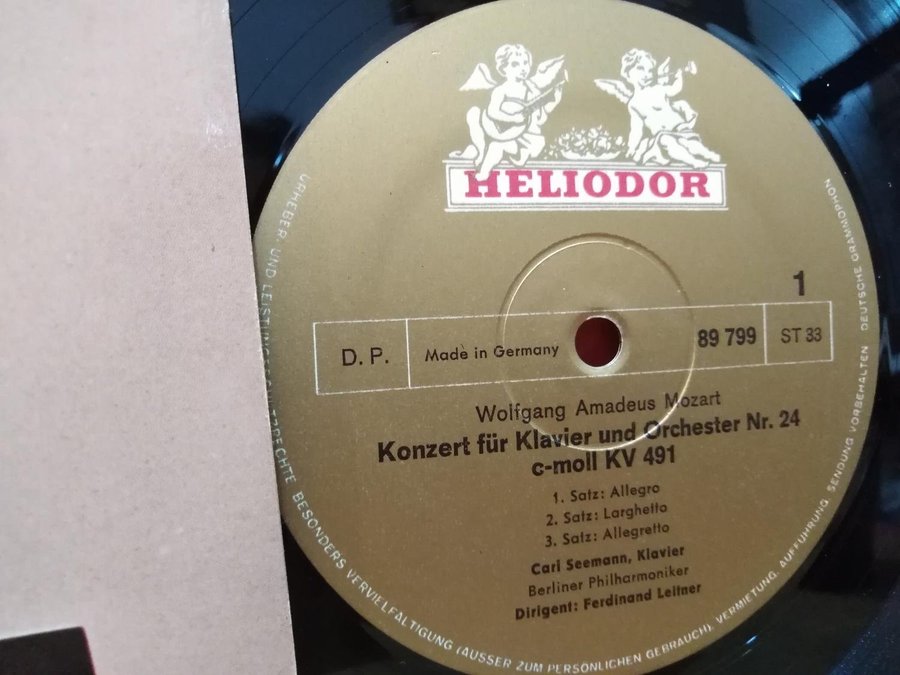 HELIODOR
1
D. P.
Made in Germany
89 799
ST 33
Wolfgang Amadeus Mozart
Konzert für Klavier und Orchester Nr. 24
c-moll KV 491
1. Satz: Allegro
2. Satz: Larghetto
3. Satz: Allegretto
Carl Seemann, Klavier
Berliner Philharmoniker
Dirigent: Ferdinand Leitner
URHEBER- UND BESONDERS VERVIELFÄLTIGUNG (AUSSER ZUM PERSÖNLICHEN GEBRAUCH), VERMIETUNG, AUFFÜHRUNG, SENDUNG VORBEHALTEN DEUTSCHE GRAMMOPHON